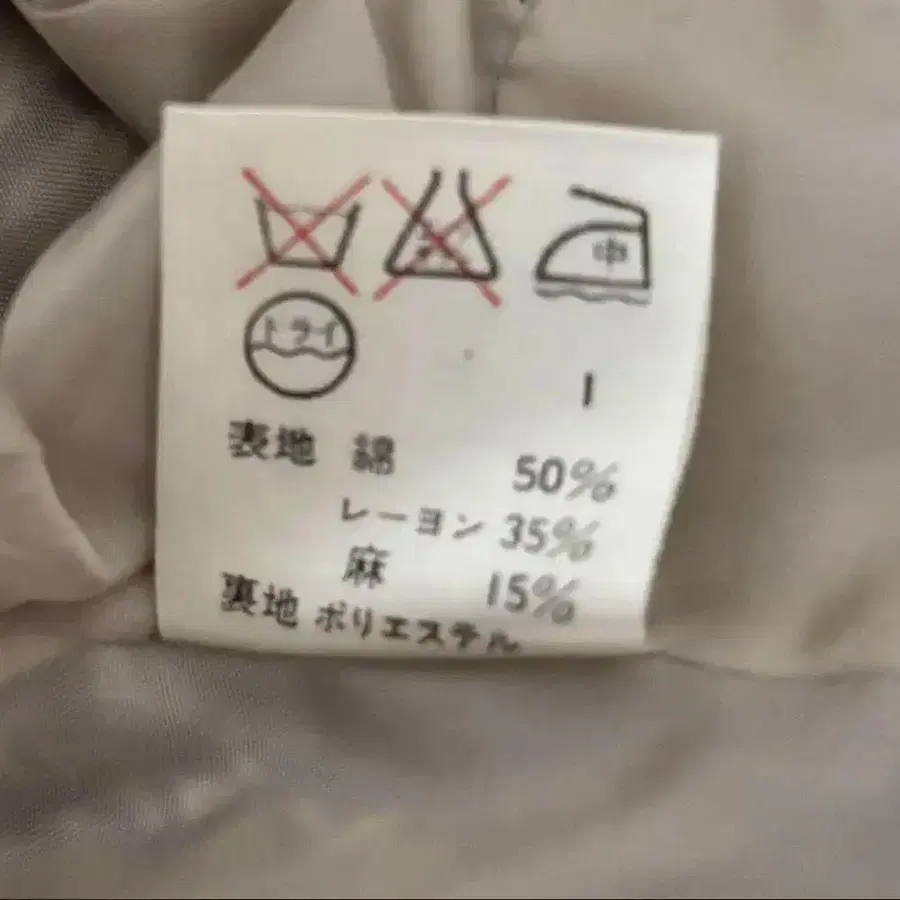 中
ドライ
I
表地 綿 50%
レーヨン 35%
麻 15%
裏地 ポリエステル